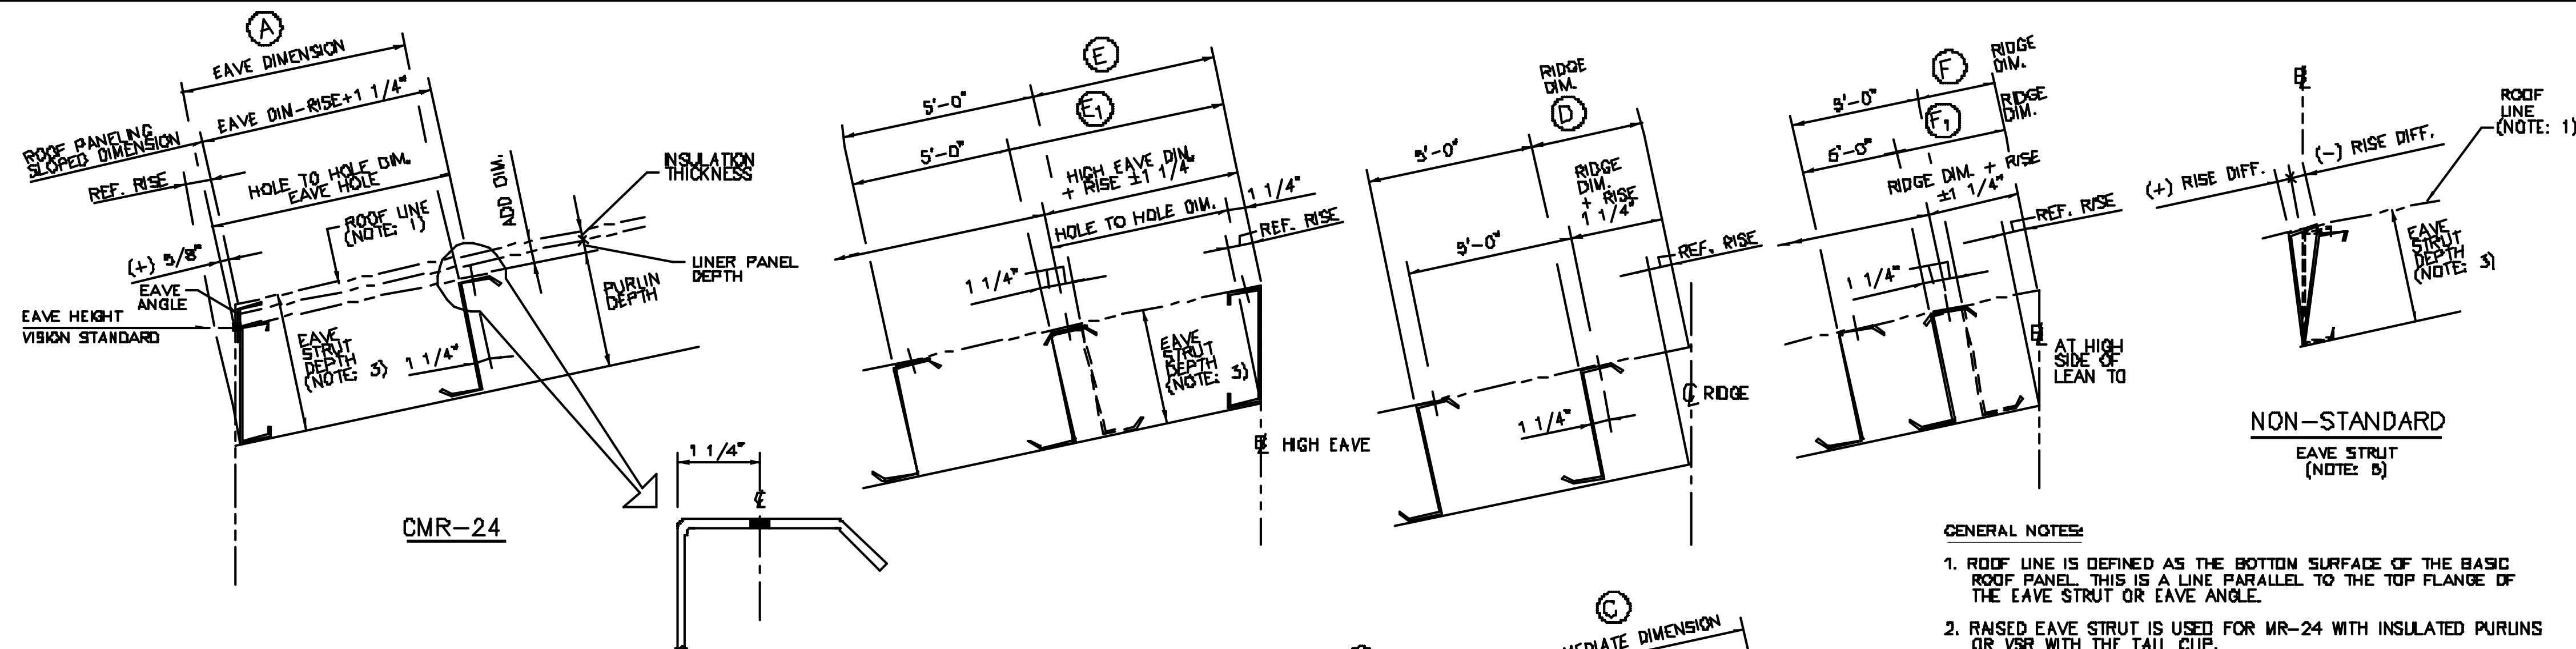 A
EAVE DIMENSION
EAVE DIM-RISE+1 1/4"
ROOF PANELING
SLOPED DIMENSION
REF. RISE
HOLE TO HOLE DIM.
EAVE HOLE
ROOF LINE
(NOTE: 1)
(+) 5/8"
EAVE
ANGLE
EAVE HEIGHT
VISION STANDARD
EAVE
STRUT
DEPTH
(NOTE: 3)
1 1/4"
ADD DIM.
INSULATION
THICKNESS
LINER PANEL
DEPTH
PURLIN
DEPTH
CMR-24
1 1/4"
℄
E
5'-0"
E1
5'-0"
HIGH EAVE DIM.
+ RISE ±1 1/4"
1 1/4"
HOLE TO HOLE DIM.
REF. RISE
1 1/4"
EAVE
STRUT
DEPTH
(NOTE: 3)
HIGH EAVE
RIDGE
DIM.
D
5'-0"
RIDGE
DIM.
+ RISE
1 1/4"
5'-0"
REF. RISE
1 1/4"
℄ RIDGE
F
RIDGE
DIM.
5'-0"
F1
RIDGE
DIM.
5'-0"
RIDGE DIM. + RISE
±1 1/4"
REF. RISE
1 1/4"
AT HIGH
SIDE OF
LEAN TO
ROOF
LINE
(NOTE: 1)
(-) RISE DIFF.
(+) RISE DIFF.
EAVE
STRUT
DEPTH
(NOTE: 3)
NON-STANDARD
EAVE STRUT
(NOTE: 5)
GENERAL NOTES:
1. ROOF LINE IS DEFINED AS THE BOTTOM SURFACE OF THE BASIC
ROOF PANEL. THIS IS A LINE PARALLEL TO THE TOP FLANGE OF
THE EAVE STRUT OR EAVE ANGLE.
2. RAISED EAVE STRUT IS USED FOR MR-24 WITH INSULATED PURLINS
OR VSR WITH THE TAIL CLIP.
C
DIMENSION